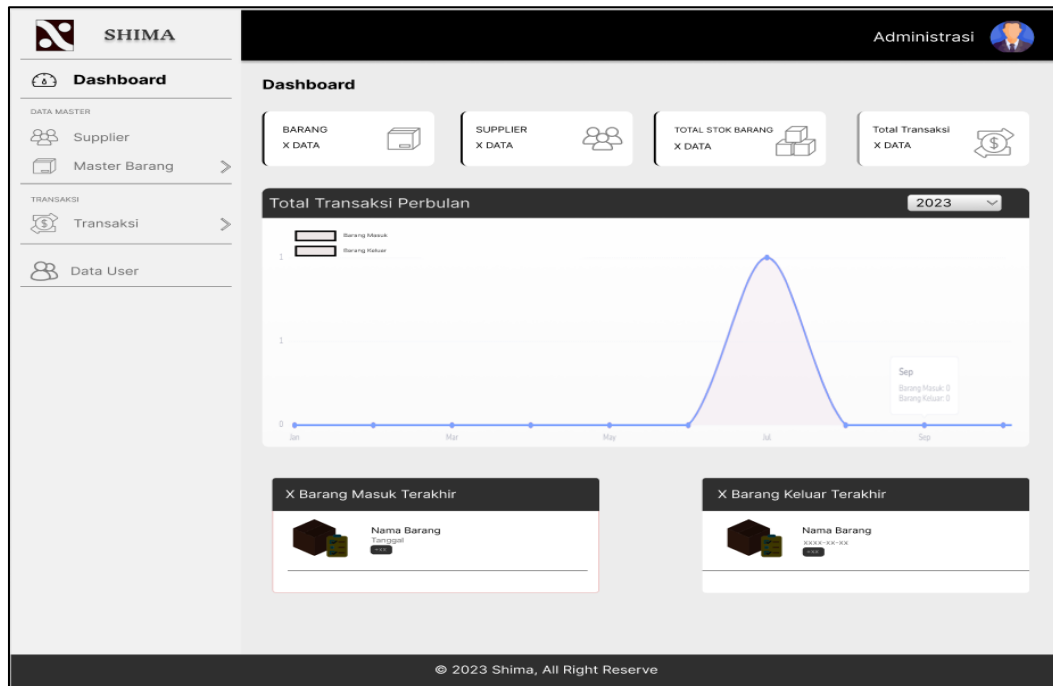 SHIMA
Administrasi
Dashboard
DATA MASTER
Supplier
Master Barang
TRANSAKSI
Transaksi
Data User
Dashboard
BARANG
X DATA
SUPPLIER
X DATA
TOTAL STOK BARANG
X DATA
Total Transaksi
X DATA
Total Transaksi Perbulan
2023
Barang Masuk
Barang Keluar
1
1
0
Sep
Barang Masuk: 0
Barang Keluar: 0
Jan
Mar
May
Jul
Sep
X Barang Masuk Terakhir
Nama Barang
Tanggal
+xx
X Barang Keluar Terakhir
Nama Barang
xxxx-xx-xx
© 2023 Shima, All Right Reserve